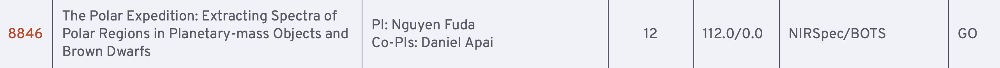 8846
The Polar Expedition: Extracting Spectra of
Polar Regions in Planetary-mass Objects and
Brown Dwarfs
PI: Nguyen Fuda
Co-PIs: Daniel Apai
12
112.0/0.0
NIRSpec/BOTS
GO